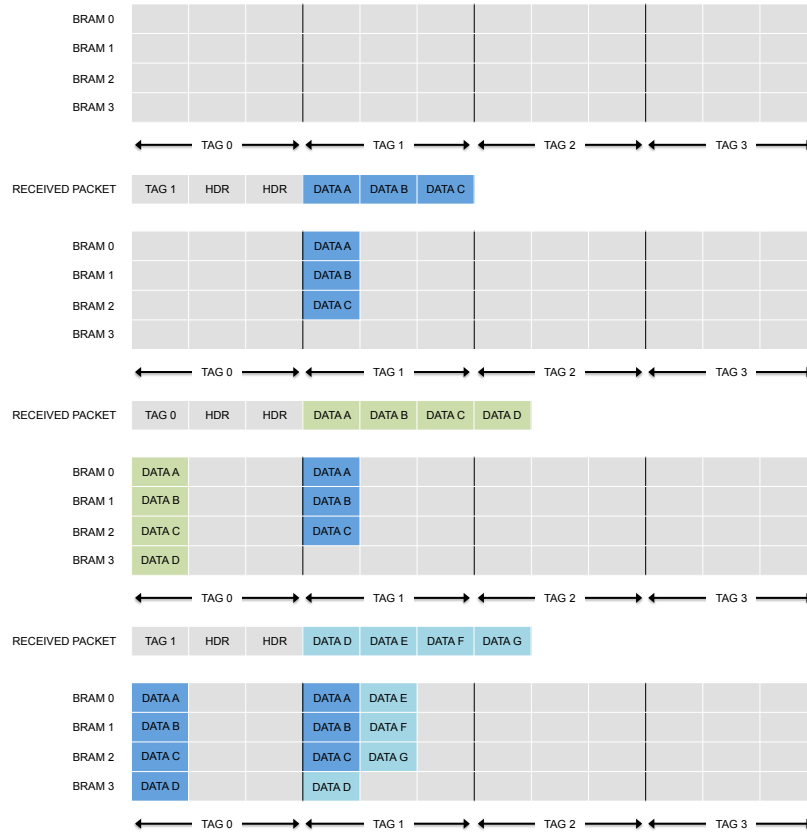 BRAM 0
BRAM 1
BRAM 2
BRAM 3
TAG 0 TAG 1 TAG 2 TAG 3
RECEIVED PACKET TAG 1 HDR HDR DATA A DATA B DATA C
BRAM 0 DATA A
BRAM 1 DATA B
BRAM 2 DATA C
BRAM 3
TAG 0 TAG 1 TAG 2 TAG 3
RECEIVED PACKET TAG 0 HDR HDR DATA A DATA B DATA C DATA D
BRAM 0 DATA A DATA A
BRAM 1 DATA B DATA B
BRAM 2 DATA C DATA C
BRAM 3 DATA D
TAG 0 TAG 1 TAG 2 TAG 3
RECEIVED PACKET TAG 1 HDR HDR DATA D DATA E DATA F DATA G
BRAM 0 DATA A DATA A DATA E
BRAM 1 DATA B DATA B DATA F
BRAM 2 DATA C DATA C DATA G
BRAM 3 DATA D DATA D
TAG 0 TAG 1 TAG 2 TAG 3